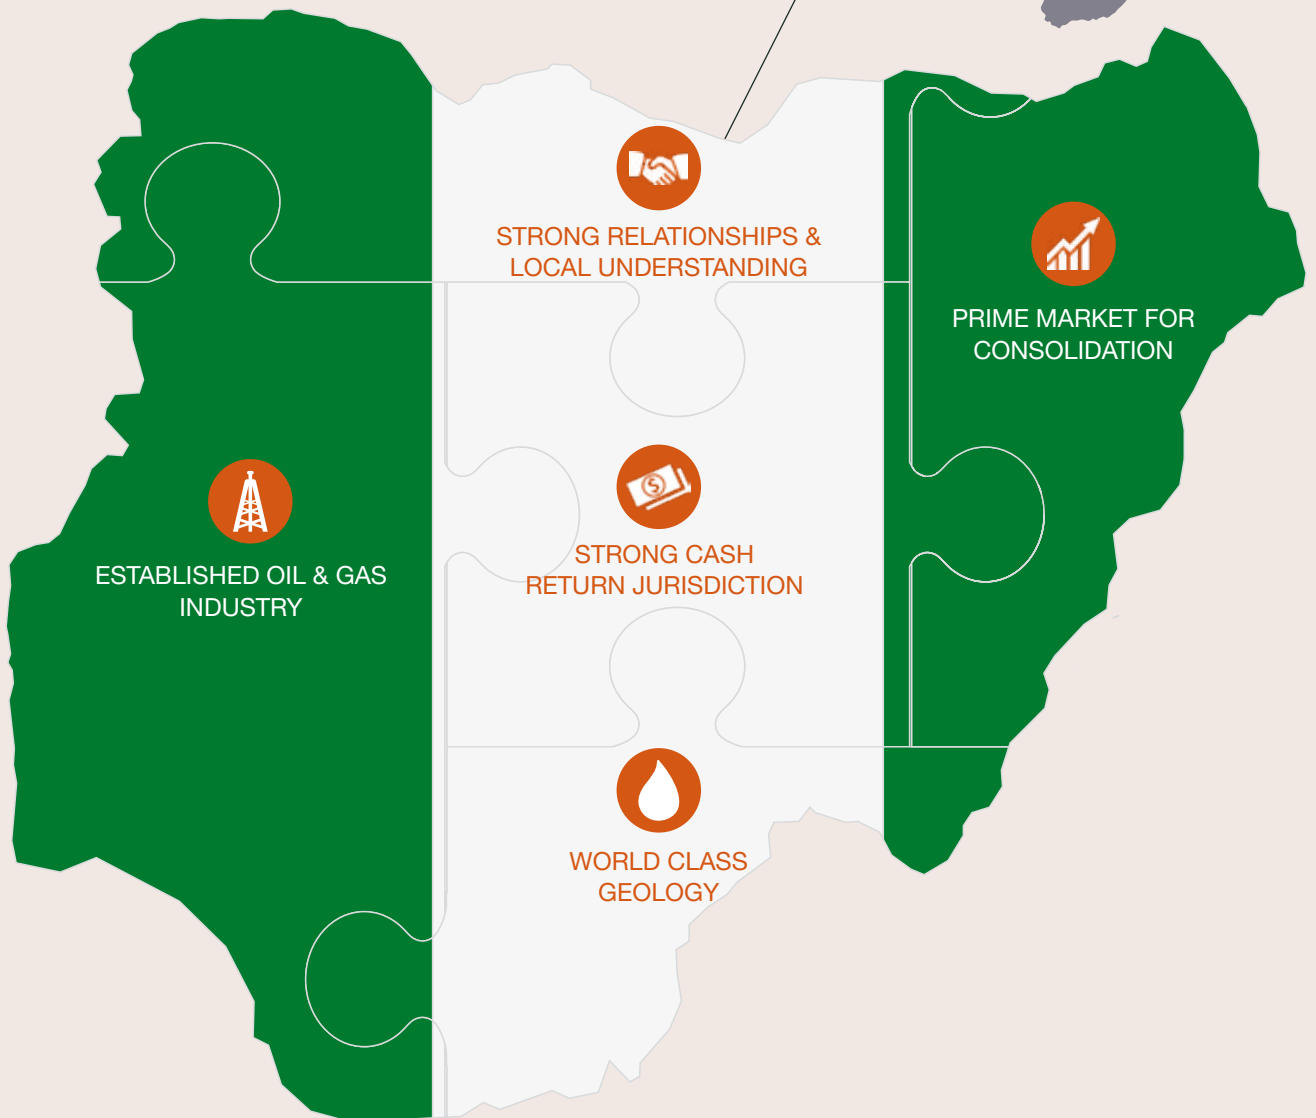 STRONG RELATIONSHIPS &
LOCAL UNDERSTANDING
PRIME MARKET FOR
CONSOLIDATION
STRONG CASH
RETURN JURISDICTION
ESTABLISHED OIL & GAS
INDUSTRY
WORLD CLASS
GEOLOGY